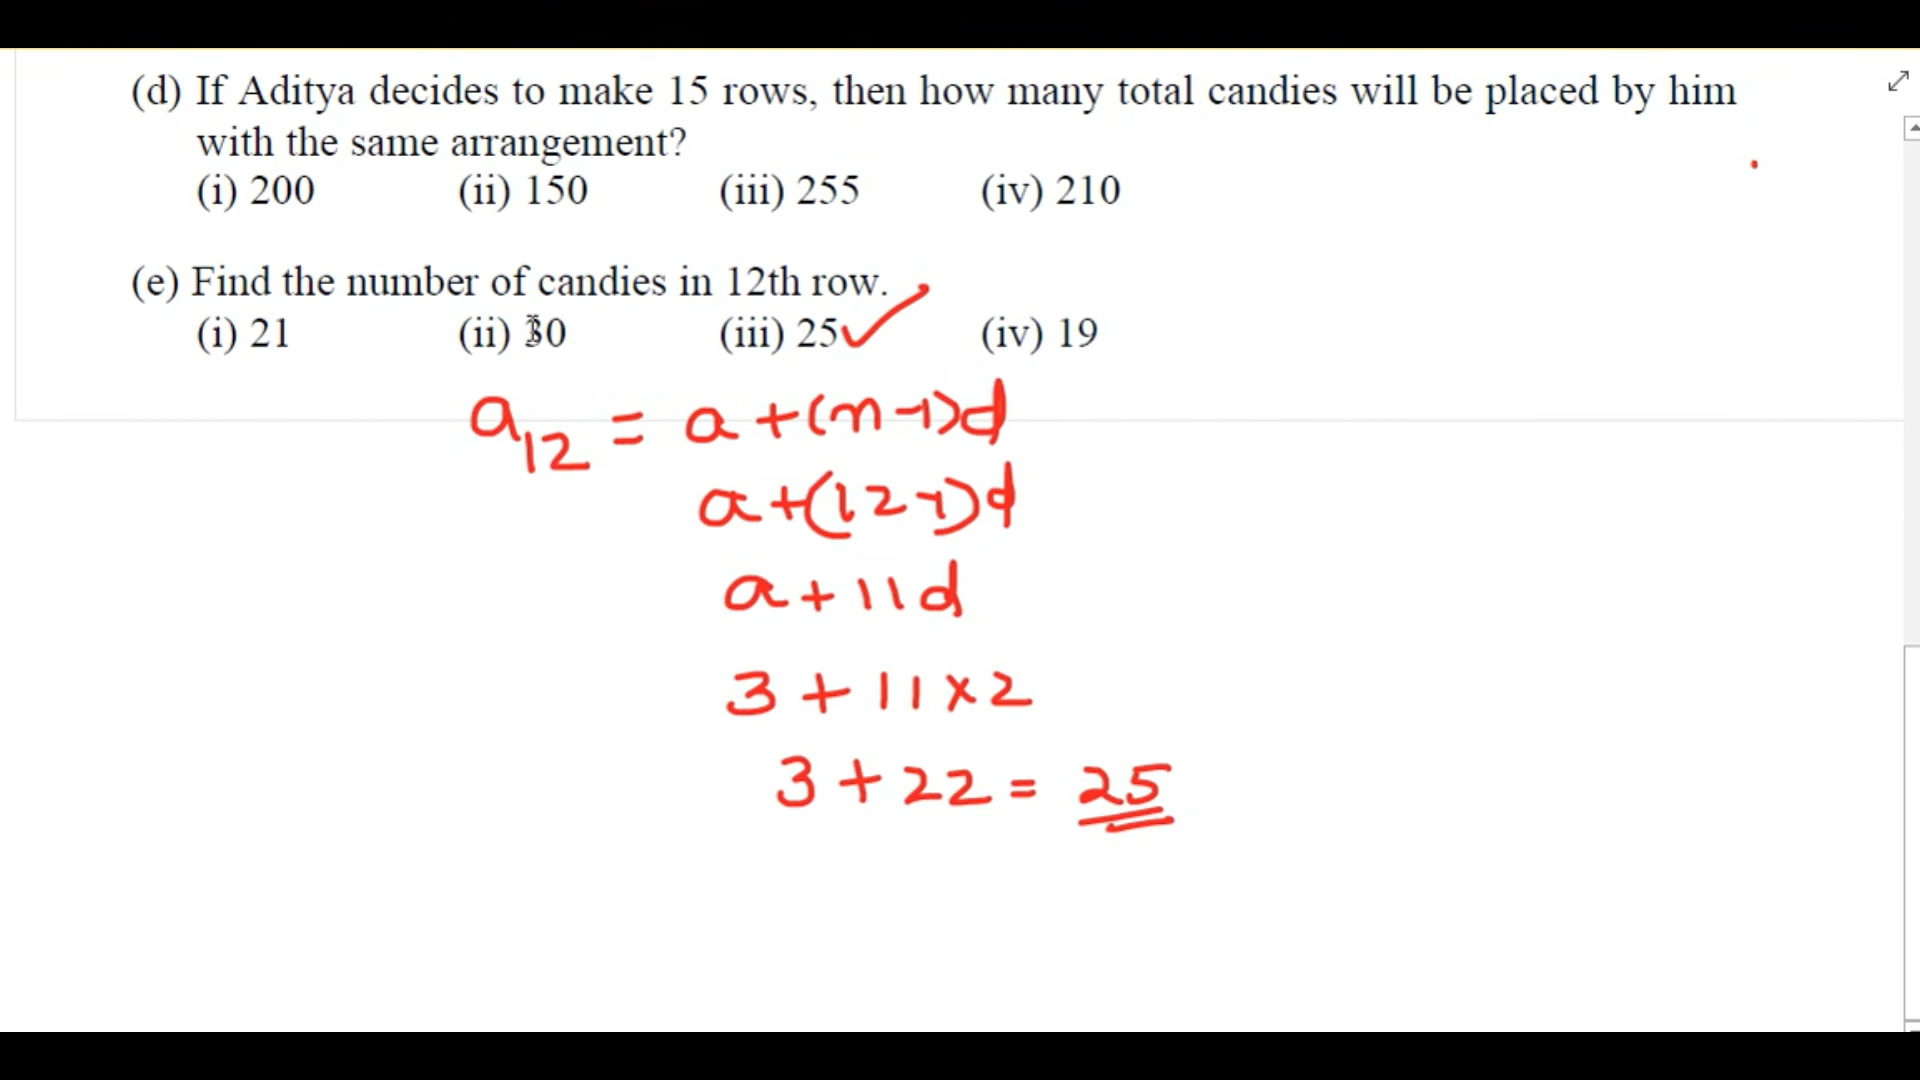 (d) If Aditya decides to make 15 rows, then how many total candies will be placed by him
with the same arrangement?
(i) 200 (ii) 150 (iii) 255 (iv) 210
(e) Find the number of candies in 12th row.
(i) 21 (ii) 30 (iii) 25 ✓ (iv) 19
a₁₂ = a + (n-1)d
a + (12-1)d
a + 11d
3 + 11 × 2
3 + 22 = 25